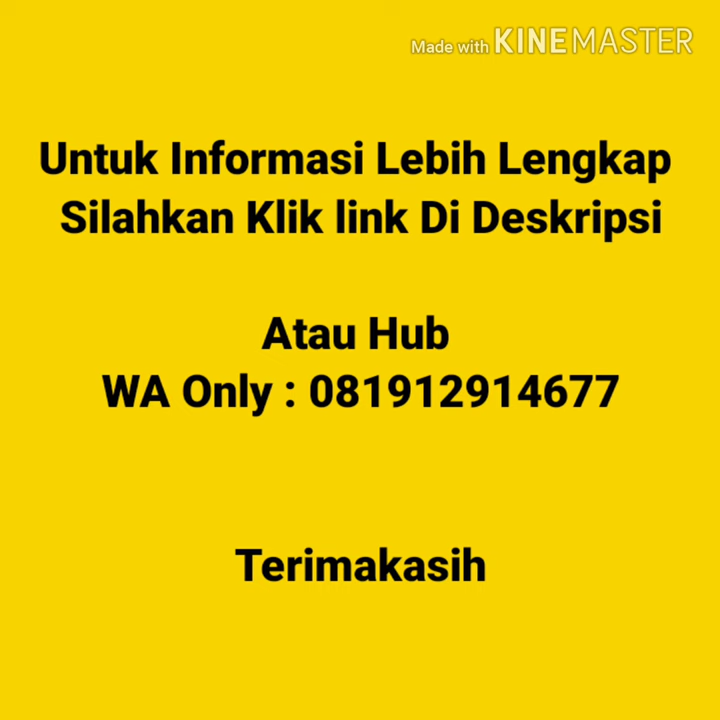 Made with KINEMASTER
Untuk Informasi Lebih Lengkap
Silahkan Klik link Di Deskripsi
Atau Hub
WA Only : 081912914677
Terimakasih